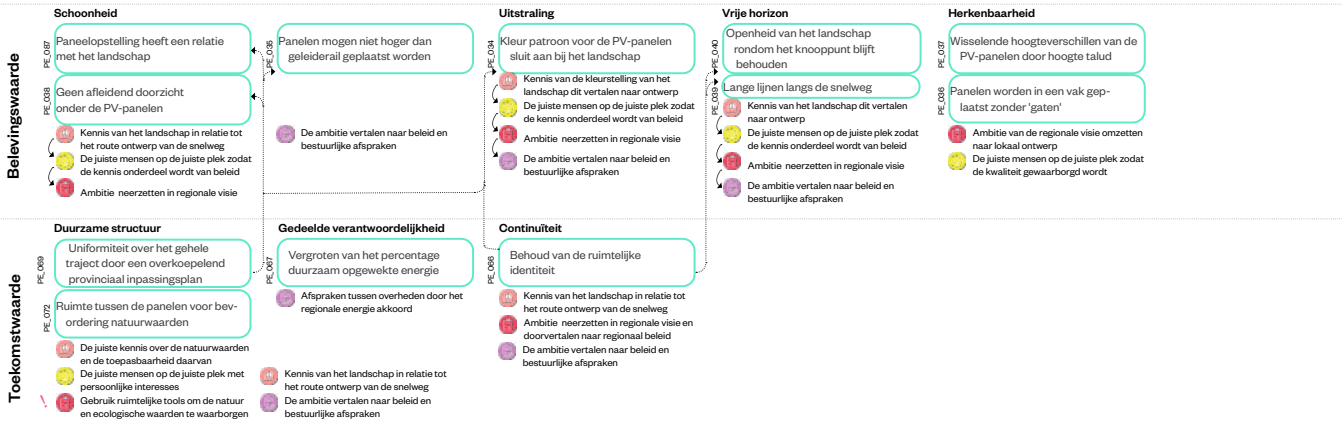 Belevingswaarde
Schoonheid
PE_087
Paneelopstelling heeft een relatie
met het landschap
PE_038
Geen afleidend doorzicht
onder de PV-panelen
Kennis van het landschap in relatie tot
het route ontwerp van de snelweg
De juiste mensen op de juiste plek zodat
de kennis onderdeel wordt van beleid
Ambitie neerzetten in regionale visie
PE_035
Panelen mogen niet hoger dan
geleiderail geplaatst worden
De ambitie vertalen naar beleid en
bestuurlijke afspraken
Uitstraling
PE_034
Kleur patroon voor de PV-panelen
sluit aan bij het landschap
Kennis van de kleurstelling van het
landschap dit vertalen naar ontwerp
De juiste mensen op de juiste plek zodat
de kennis onderdeel wordt van beleid
Ambitie neerzetten in regionale visie
De ambitie vertalen naar beleid en
bestuurlijke afspraken
Vrije horizon
PE_040
Openheid van het landschap
rondom het knooppunt blijft
behouden
PE_039
Lange lijnen langs de snelweg
Kennis van het landschap dit vertalen
naar ontwerp
De juiste mensen op de juiste plek zodat
de kennis onderdeel wordt van beleid
Ambitie neerzetten in regionale visie
De ambitie vertalen naar beleid en
bestuurlijke afspraken
Herkenbaarheid
PE_037
Wisselende hoogteverschillen van de
PV-panelen door hoogte talud
PE_036
Panelen worden in een vak gep-
laatst zonder 'gaten'
Ambitie van de regionale visie omzetten
naar lokaal ontwerp
De juiste mensen op de juiste plek zodat
de kwaliteit gewaarborgd wordt
Toekomstwaarde
Duurzame structuur
PE_069
Uniformiteit over het gehele
traject door een overkoepelend
provinciaal inpassingsplan
PE_072
Ruimte tussen de panelen voor bev-
ordering natuurwaarden
De juiste kennis over de natuurwaarden
en de toepasbaarheid daarvan
De juiste mensen op de juiste plek met
persoonlijke interesses
!
Gebruik ruimtelijke tools om de natuur
en ecologische waarden te waarborgen
Gedeelde verantwoordelijkheid
PE_067
Vergroten van het percentage
duurzaam opgewekte energie
Afspraken tussen overheden door het
regionale energie akkoord
Kennis van het landschap in relatie tot
het route ontwerp van de snelweg
De ambitie vertalen naar beleid en
bestuurlijke afspraken
Continuïteit
PE_066
Behoud van de ruimtelijke
identiteit
Kennis van het landschap in relatie tot
het route ontwerp van de snelweg
Ambitie neerzetten in regionale visie en
doorvertalen naar regionaal beleid
De ambitie vertalen naar beleid en
bestuurlijke afspraken